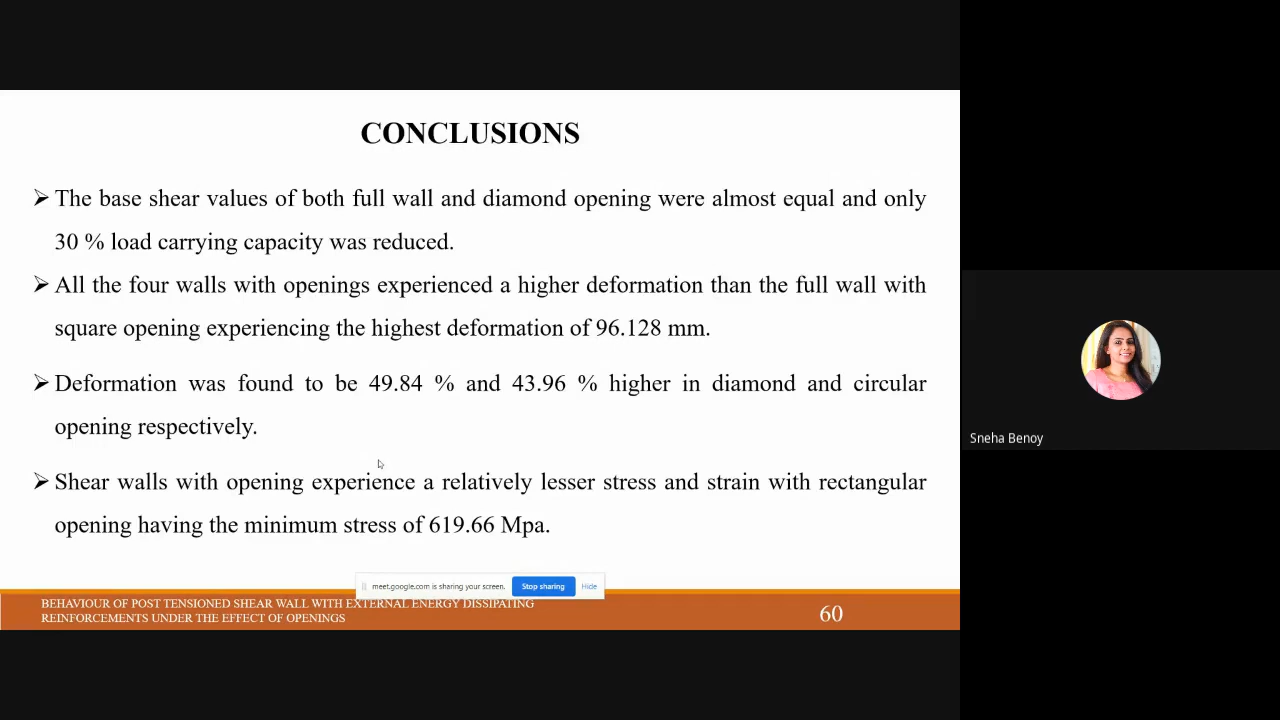 CONCLUSIONS
➢ The base shear values of both full wall and diamond opening were almost equal and only
30 % load carrying capacity was reduced.
➢ All the four walls with openings experienced a higher deformation than the full wall with
square opening experiencing the highest deformation of 96.128 mm.
➢ Deformation was found to be 49.84 % and 43.96 % higher in diamond and circular
opening respectively.
➢ Shear walls with opening experience a relatively lesser stress and strain with rectangular
opening having the minimum stress of 619.66 Mpa.
meet.google.com is sharing your screen. Stop sharing Hide
BEHAVIOUR OF POST TENSIONED SHEAR WALL WITH EXTERNAL ENERGY DISSIPATING
REINFORCEMENTS UNDER THE EFFECT OF OPENINGS
60
Sneha Benoy